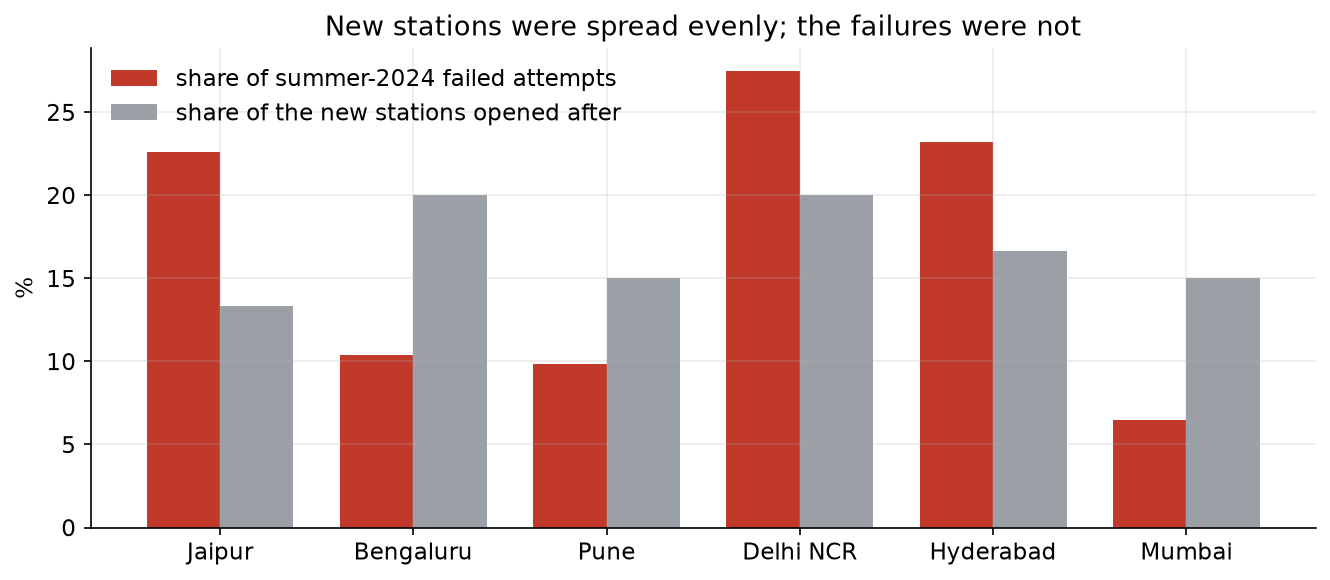 New stations were spread evenly; the failures were not
share of summer-2024 failed attempts
share of the new stations opened after
%
25
20
15
10
5
0
Jaipur Bengaluru Pune Delhi NCR Hyderabad Mumbai